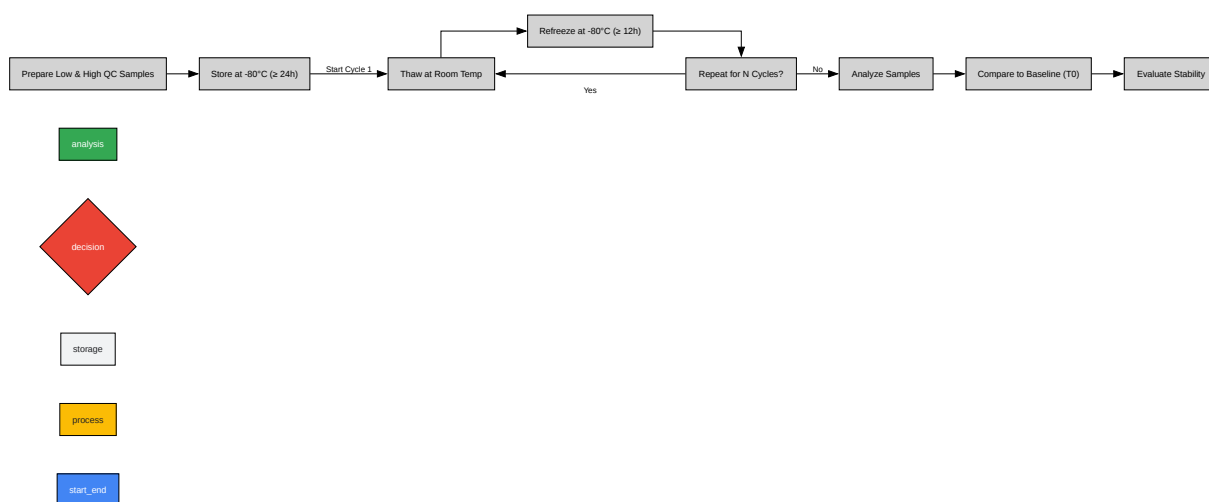 Refreeze at -80°C (≥ 12h)
Prepare Low & High QC Samples
Store at -80°C (≥ 24h)
Start Cycle 1
Thaw at Room Temp
Yes
Repeat for N Cycles?
No
Analyze Samples
Compare to Baseline (T0)
Evaluate Stability
analysis
decision
storage
process
start_end